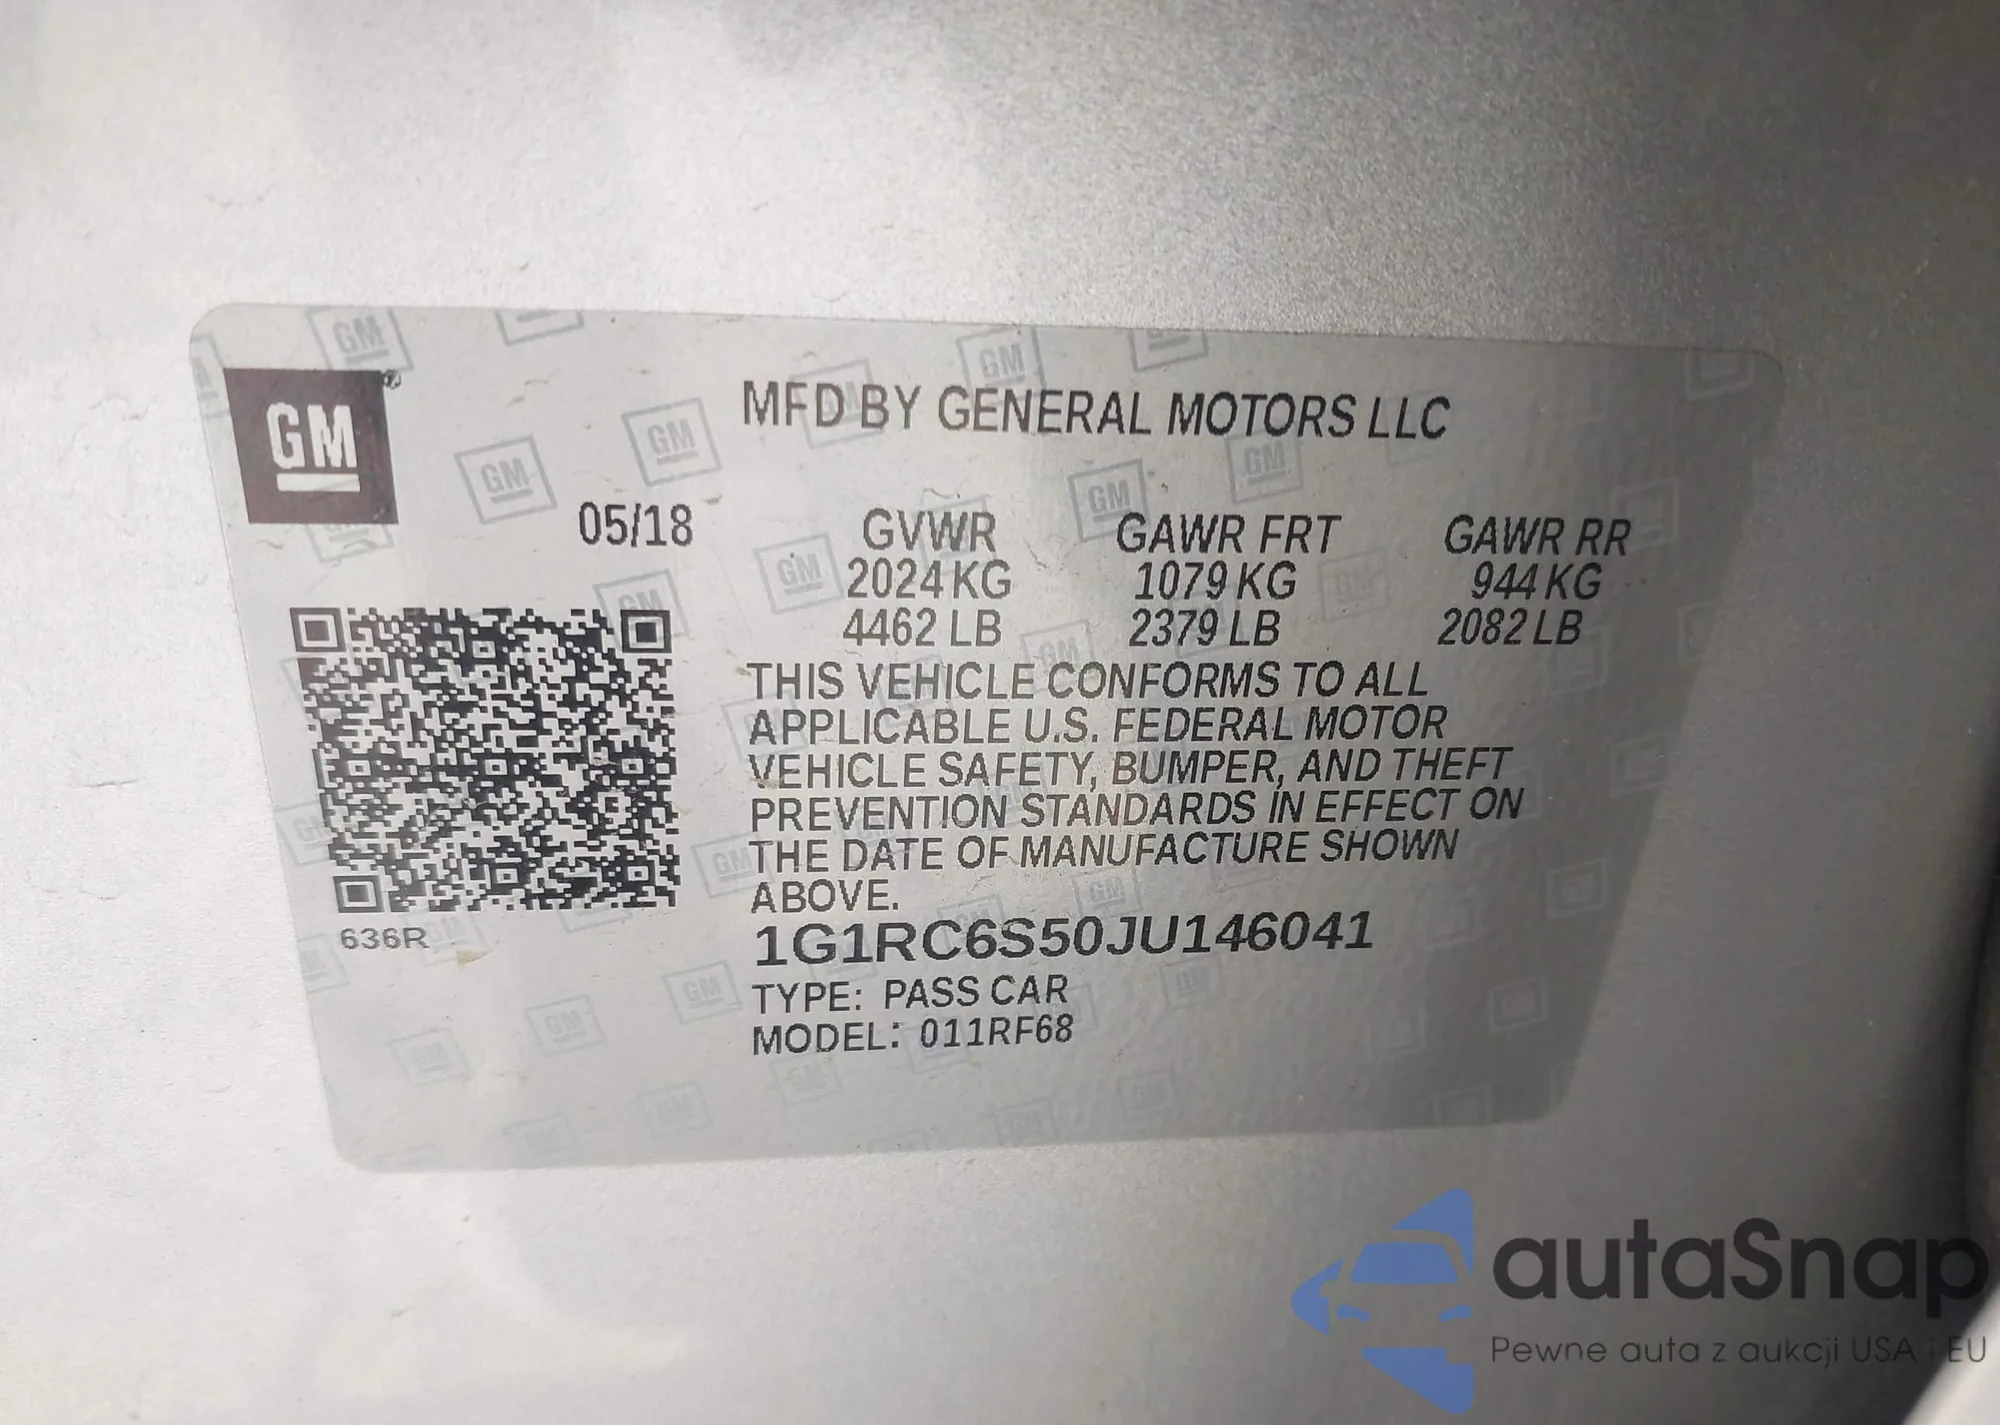 GM
MFD BY GENERAL MOTORS LLC
05/18
GVWR GAWR FRT GAWR RR
2024 KG 1079 KG 944 KG
4462 LB 2379 LB 2082 LB
THIS VEHICLE CONFORMS TO ALL
APPLICABLE U.S. FEDERAL MOTOR
VEHICLE SAFETY, BUMPER, AND THEFT
PREVENTION STANDARDS IN EFFECT ON
THE DATE OF MANUFACTURE SHOWN
ABOVE.
636R
1G1RC6S50JU146041
TYPE: PASS CAR
MODEL: 011RF68
autaSnap
Pewne auta z aukcji USA i EU